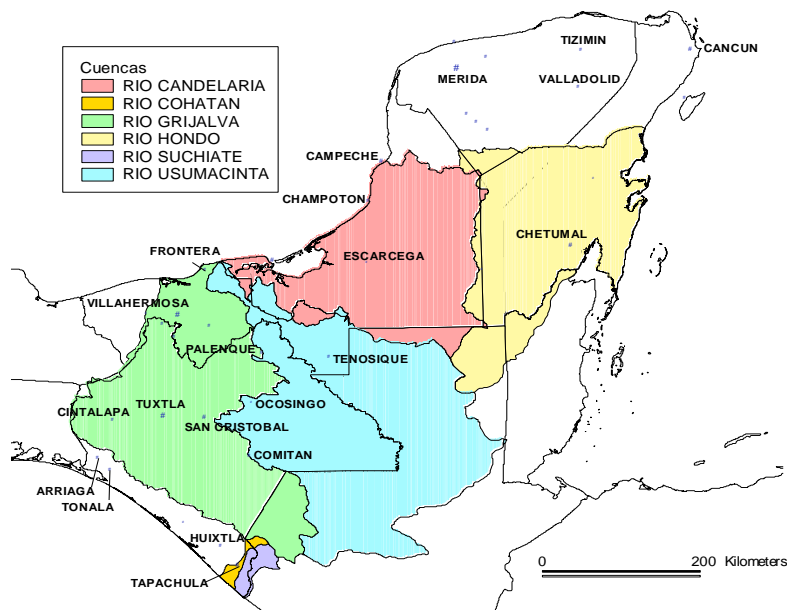 Cuencas
RIO CANDELARIA
RIO COHATAN
RIO GRIJALVA
RIO HONDO
RIO SUCHIATE
RIO USUMACINTA
TIZIMIN
CANCUN
MERIDA
VALLADOLID
CAMPECHE
CHAMPOTON
CHETUMAL
FRONTERA
ESCARCEGA
VILLAHERMOSA
PALENQUE
TENOSIQUE
CINTALAPA
TUXTLA
OCOSINGO
SAN CRISTOBAL
COMITAN
ARRIAGA
TONALA
HUIXTLA
TAPACHULA
0 200 Kilometers